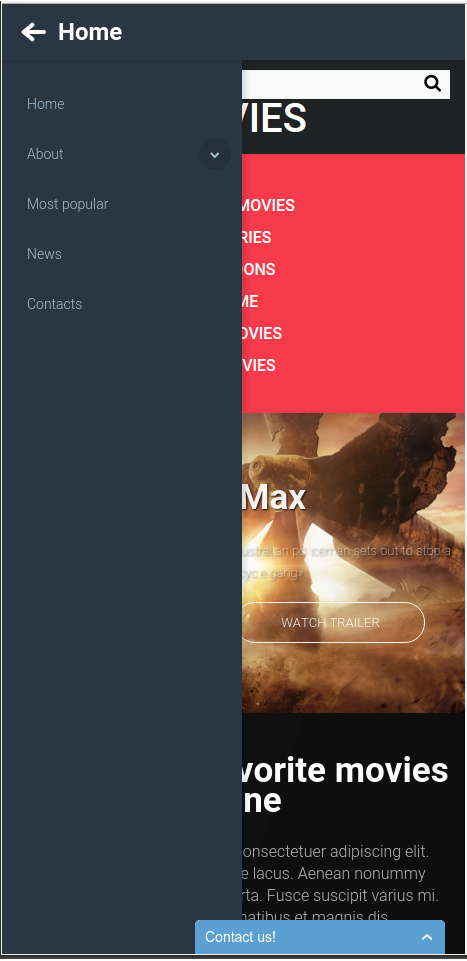 Home
Home
About
Most popular
News
Contacts
VIES
MOVIES
RIES
OONS
ME
OVIES
VIES
Max
ustralian policeman sets out to stop a
cycle gang»
WATCH TRAILER
vorite movies
ne
onsectetuer adipiscing elit.
e lacus. Aenean nonummy
rta. Fusce suscipit varius mi.
natibus et magnis dis
Contact us!